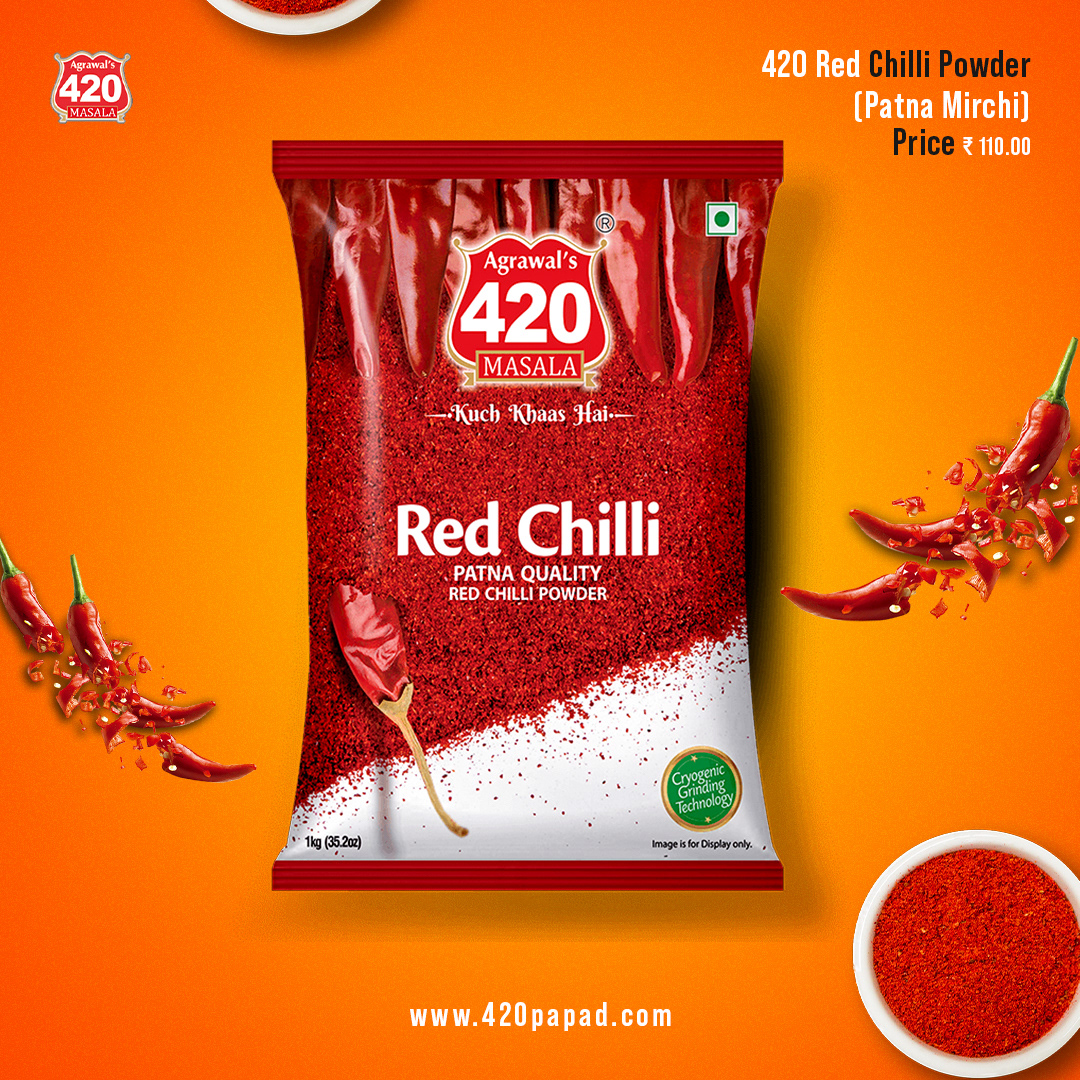 Agrawal's
420
MASALA
420 Red Chilli Powder
(Patna Mirchi)
Price ₹ 110.00
®
Agrawal's
420
MASALA
Kuch Khaas Hai
Red Chilli
PATNA QUALITY
RED CHILLI POWDER
Cryogenic
Grinding
Technology
1kg (35.2oz)
Image is for Display only.
www.420papad.com